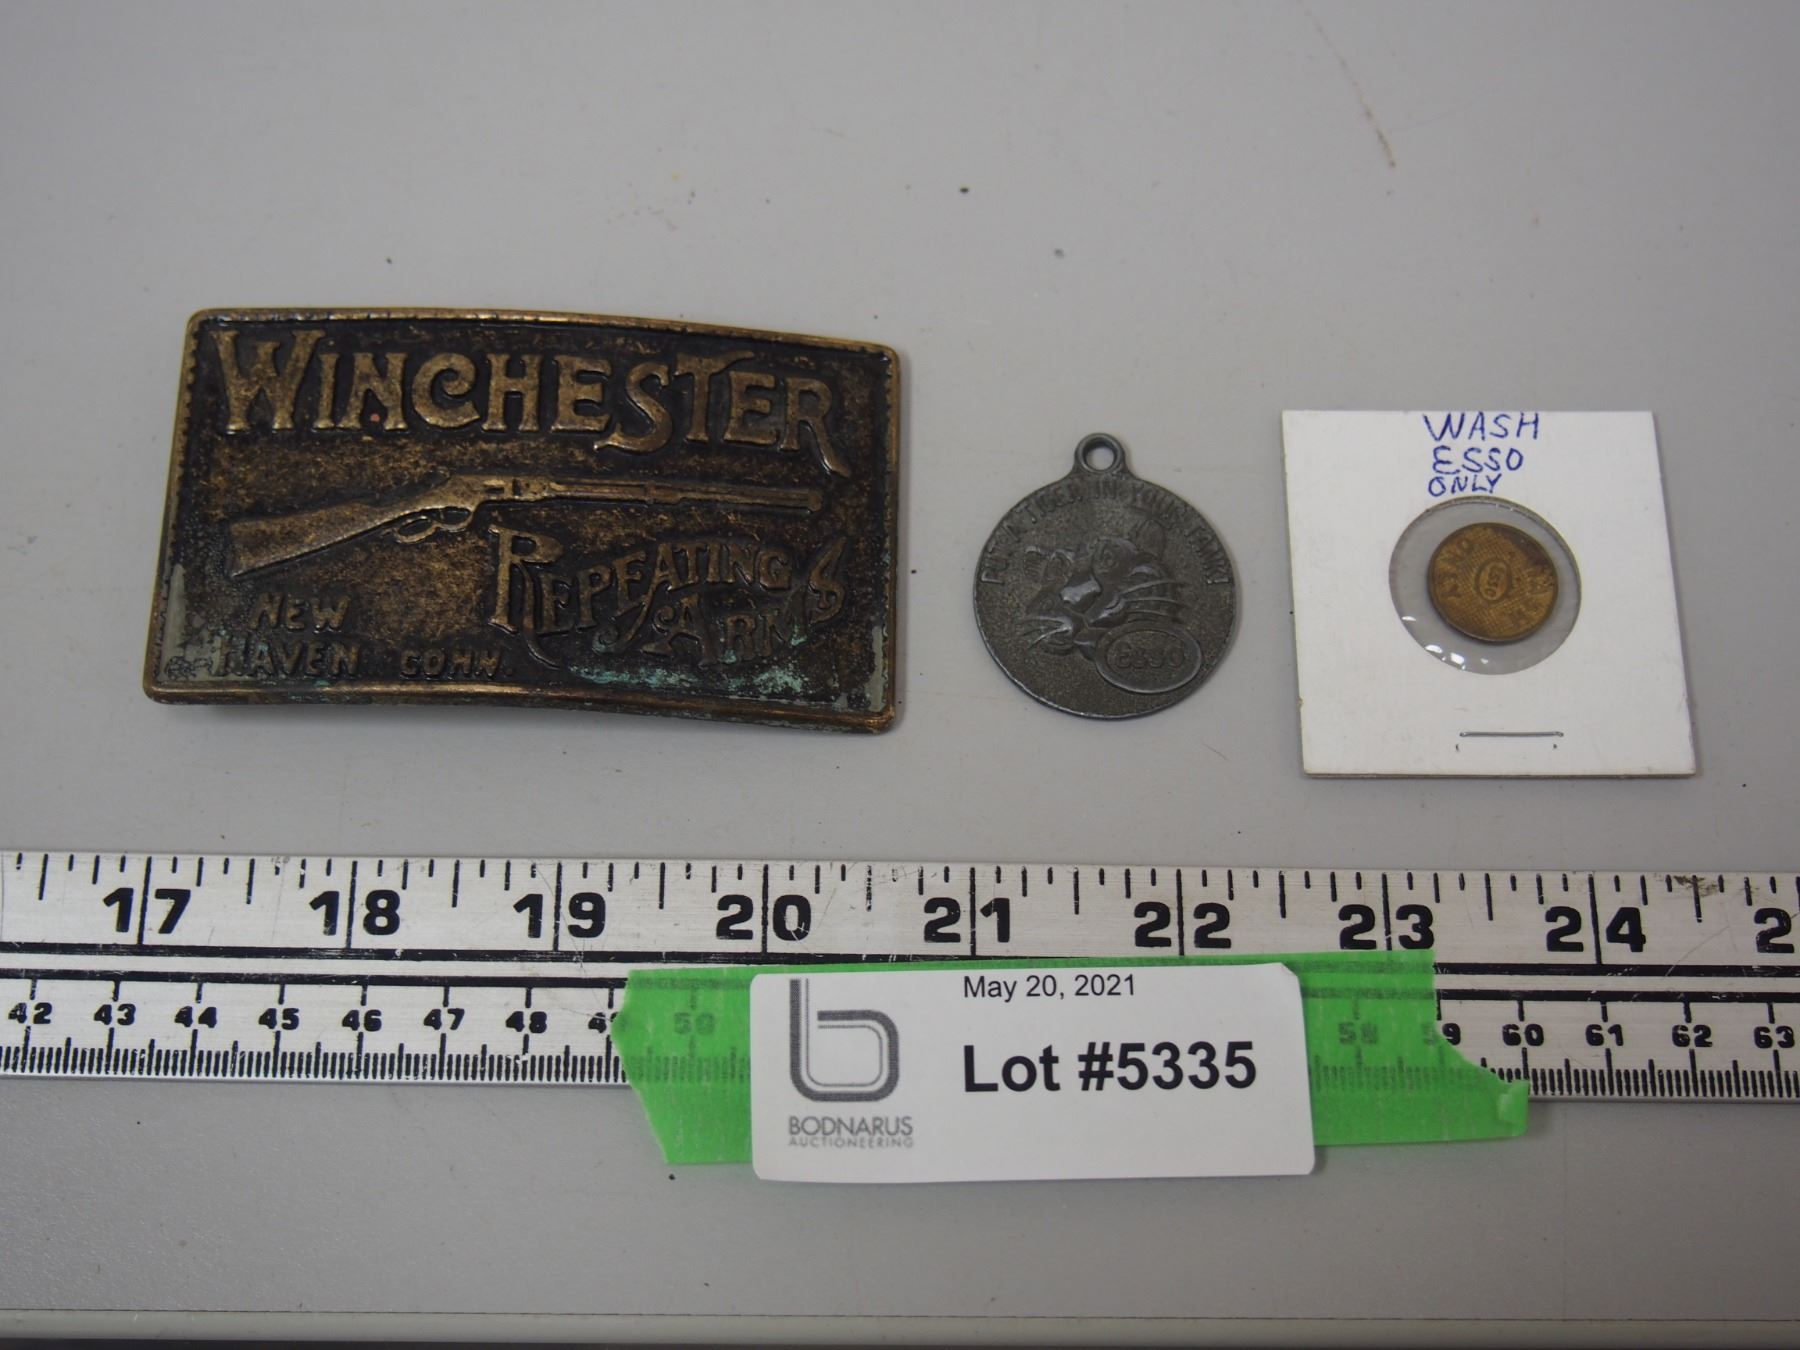 WINCHESTER
REPEATING
ARMS
NEW
HAVEN CONN.
PUT A TIGER IN YOUR TANK!
ESSO
WASH
ESSO
ONLY
17 18 19 20 21 22 23 24 2
42 43 44 45 46 47 48 49 50 58 59 60 61 62 63
May 20, 2021
Lot #5335
BODNARUS
AUCTIONEERING